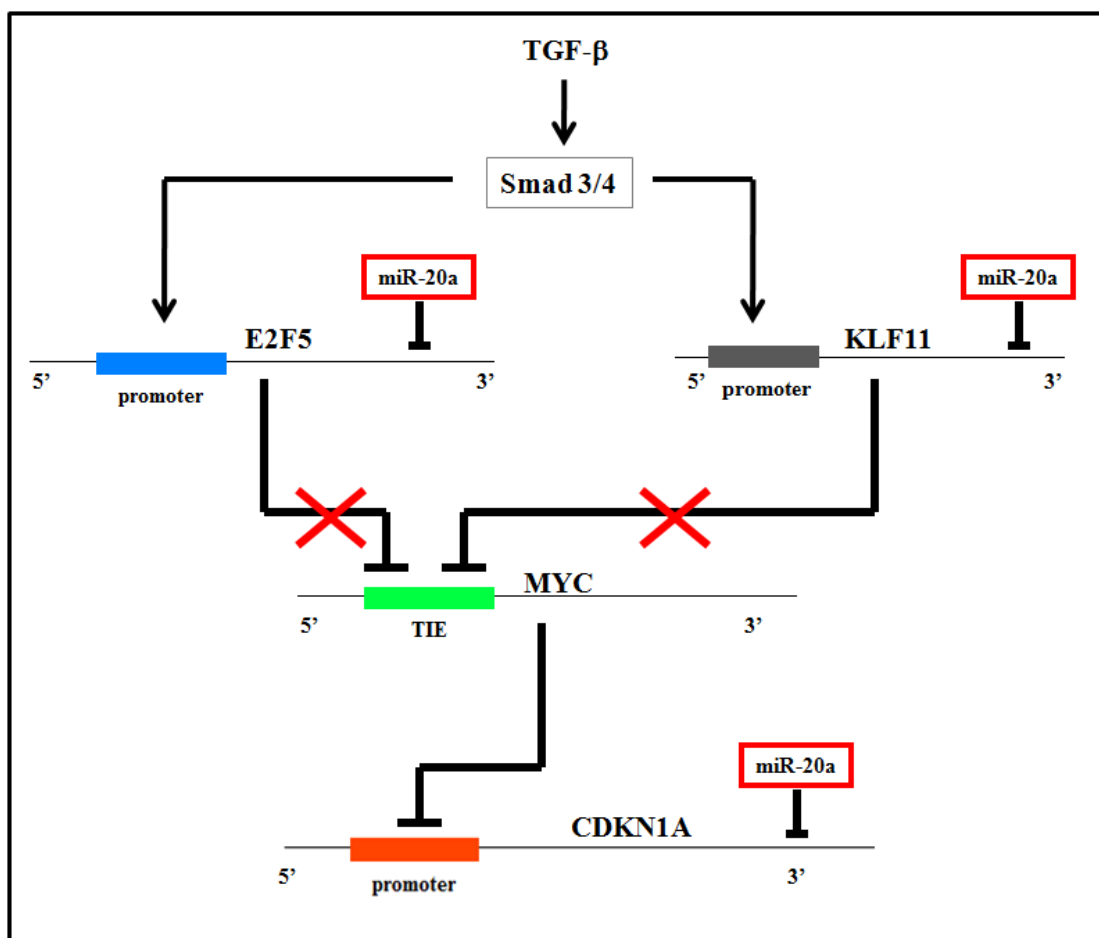 TGF-β
Smad 3/4
miR-20a
miR-20a
E2F5
KLF11
5’
promoter
3’
5’
promoter
3’
MYC
5’
TIE
3’
miR-20a
CDKN1A
5’
promoter
3’